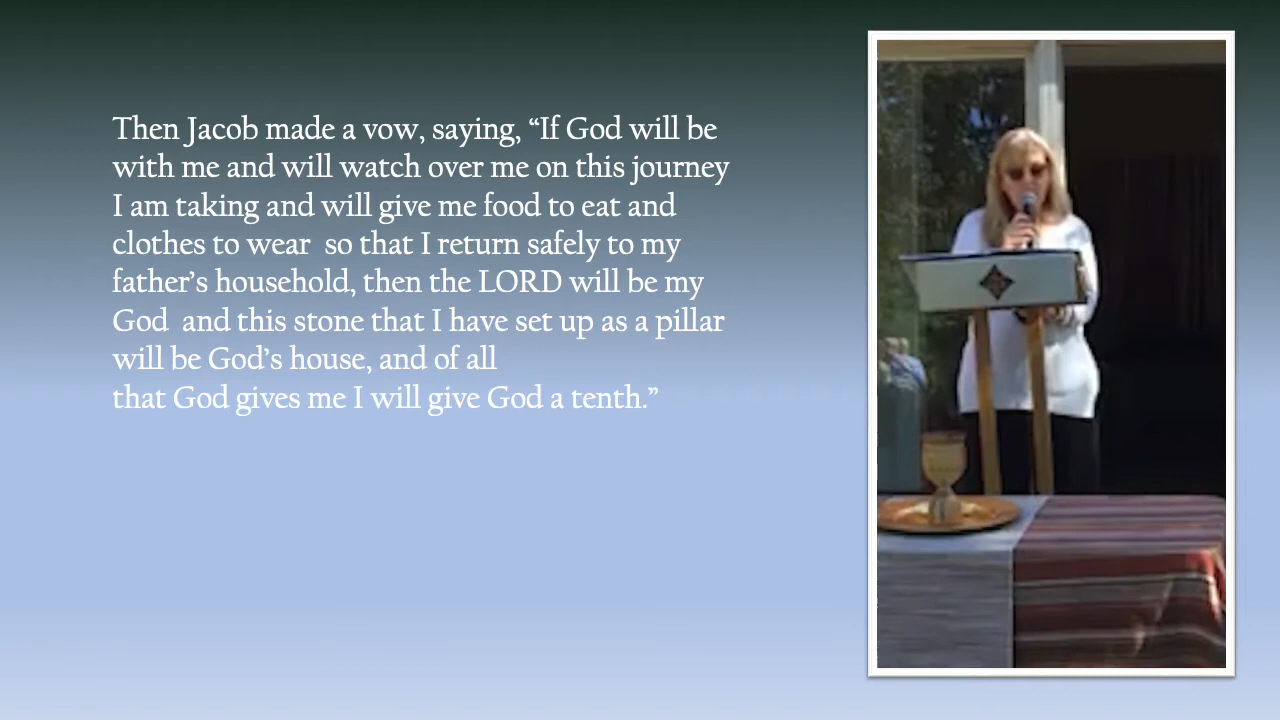 Then Jacob made a vow, saying, “If God will be
with me and will watch over me on this journey
I am taking and will give me food to eat and
clothes to wear  so that I return safely to my
father’s household, then the LORD will be my
God  and this stone that I have set up as a pillar
will be God’s house, and of all
that God gives me I will give God a tenth.”